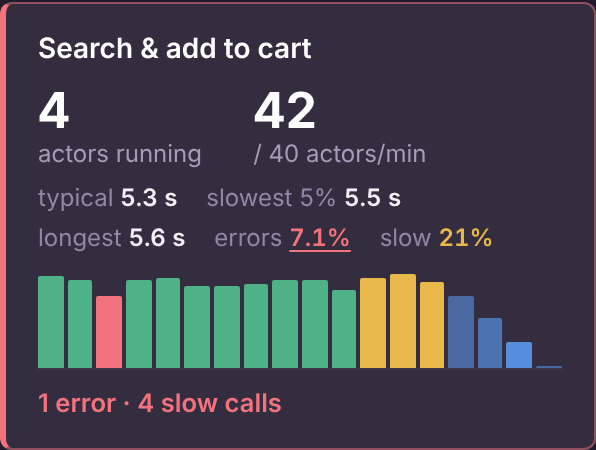 Search & add to cart
4 42
actors running / 40 actors/min
typical 5.3 s slowest 5% 5.5 s
longest 5.6 s errors 7.1% slow 21%
1 error · 4 slow calls